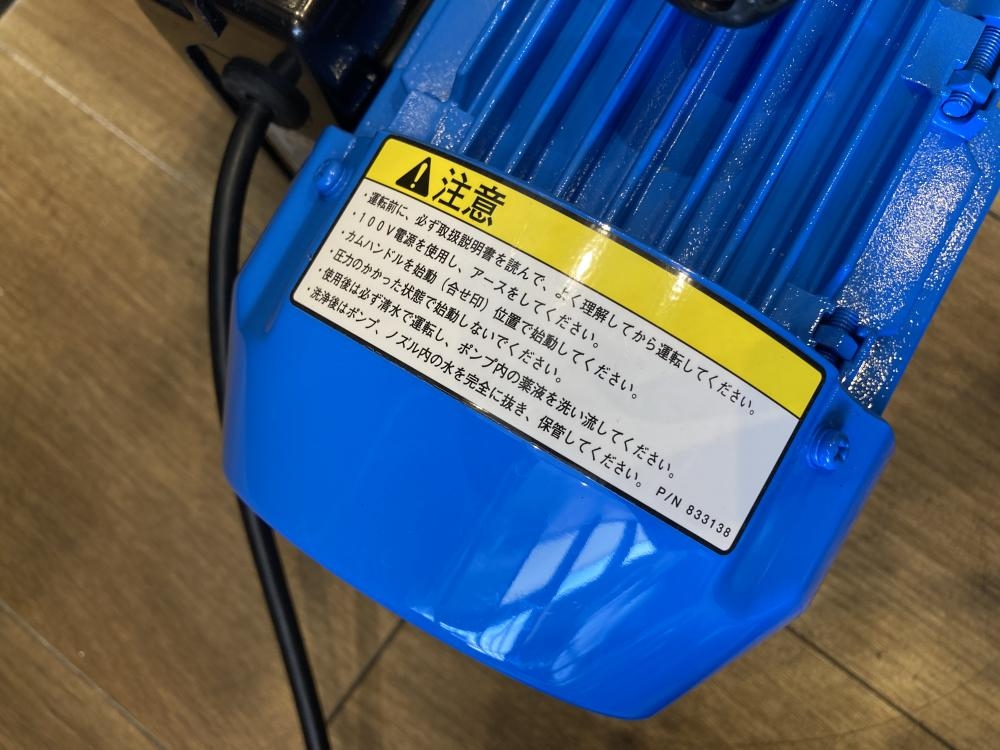 注意
・運転前に、必ず取扱説明書を読んで、よく理解してから運転してください。
・100V電源を使用し、アースをしてください。
・カムハンドルを始動(合せ印)位置で始動してください。
・圧力のかかった状態で始動しないでください。
・使用後は必ず清水で運転し、ポンプ内の薬液を洗い流してください。
・洗浄後はポンプ、ノズル内の水を完全に抜き、保管してください。 P/N 833138